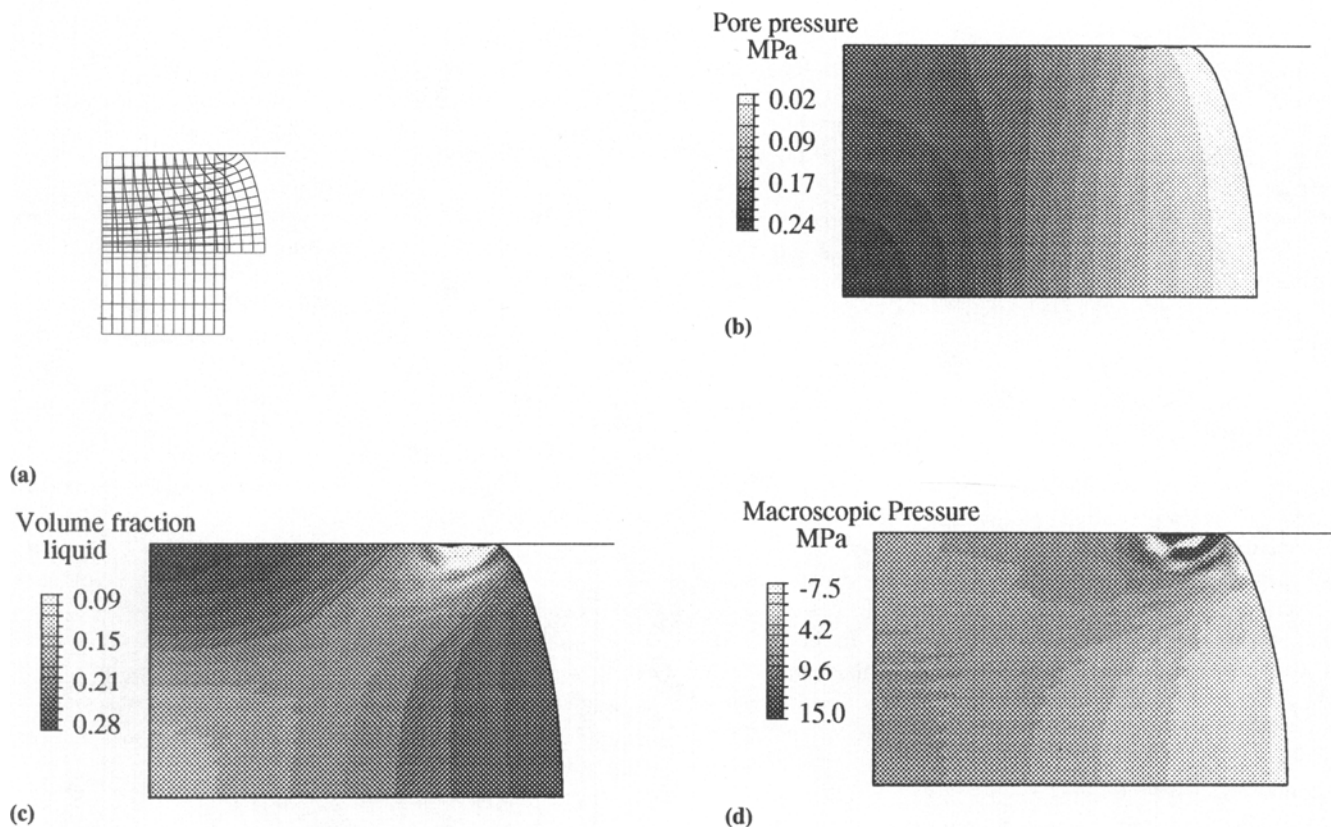 Pore pressure
MPa
0.02
0.09
0.17
0.24
(b)
(a)
Volume fraction
liquid
0.09
0.15
0.21
0.28
(c)
Macroscopic Pressure
MPa
-7.5
4.2
9.6
15.0
(d)